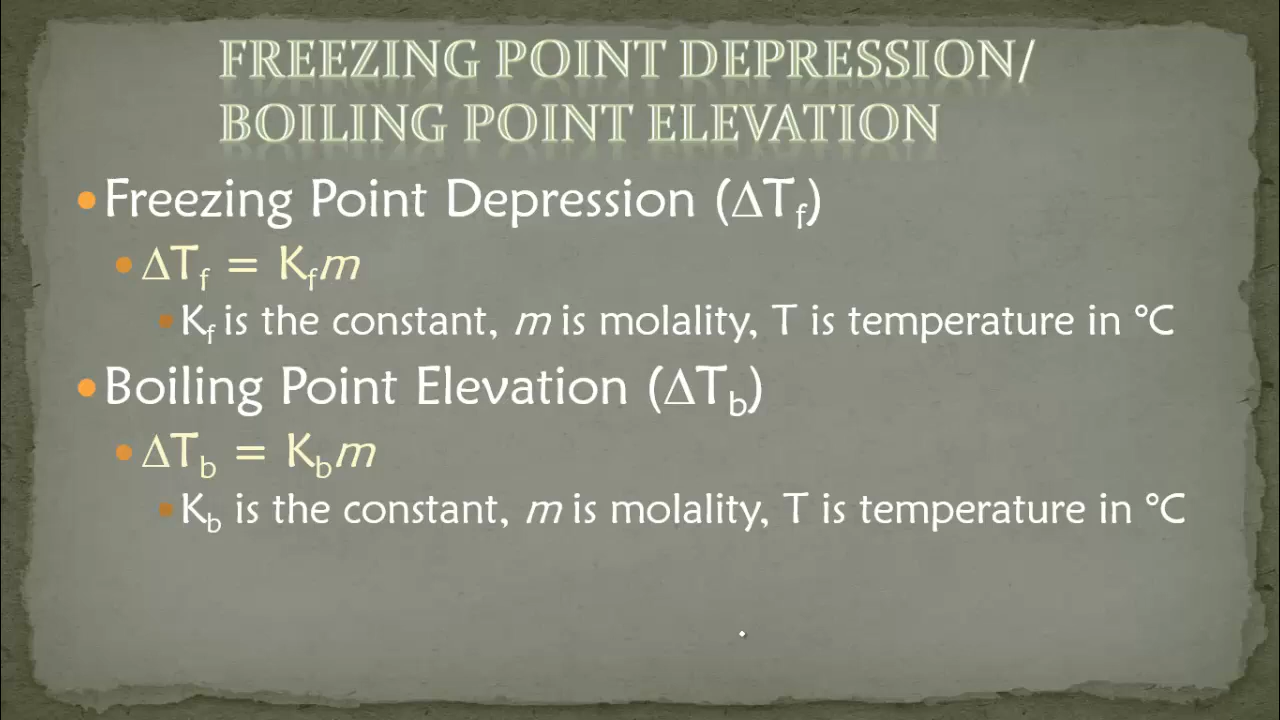 FREEZING POINT DEPRESSION/
BOILING POINT ELEVATION
• Freezing Point Depression (ΔTf)
• ΔTf = Kfm
• Kf is the constant, m is molality, T is temperature in °C
• Boiling Point Elevation (ΔTb)
• ΔTb = Kbm
• Kb is the constant, m is molality, T is temperature in °C